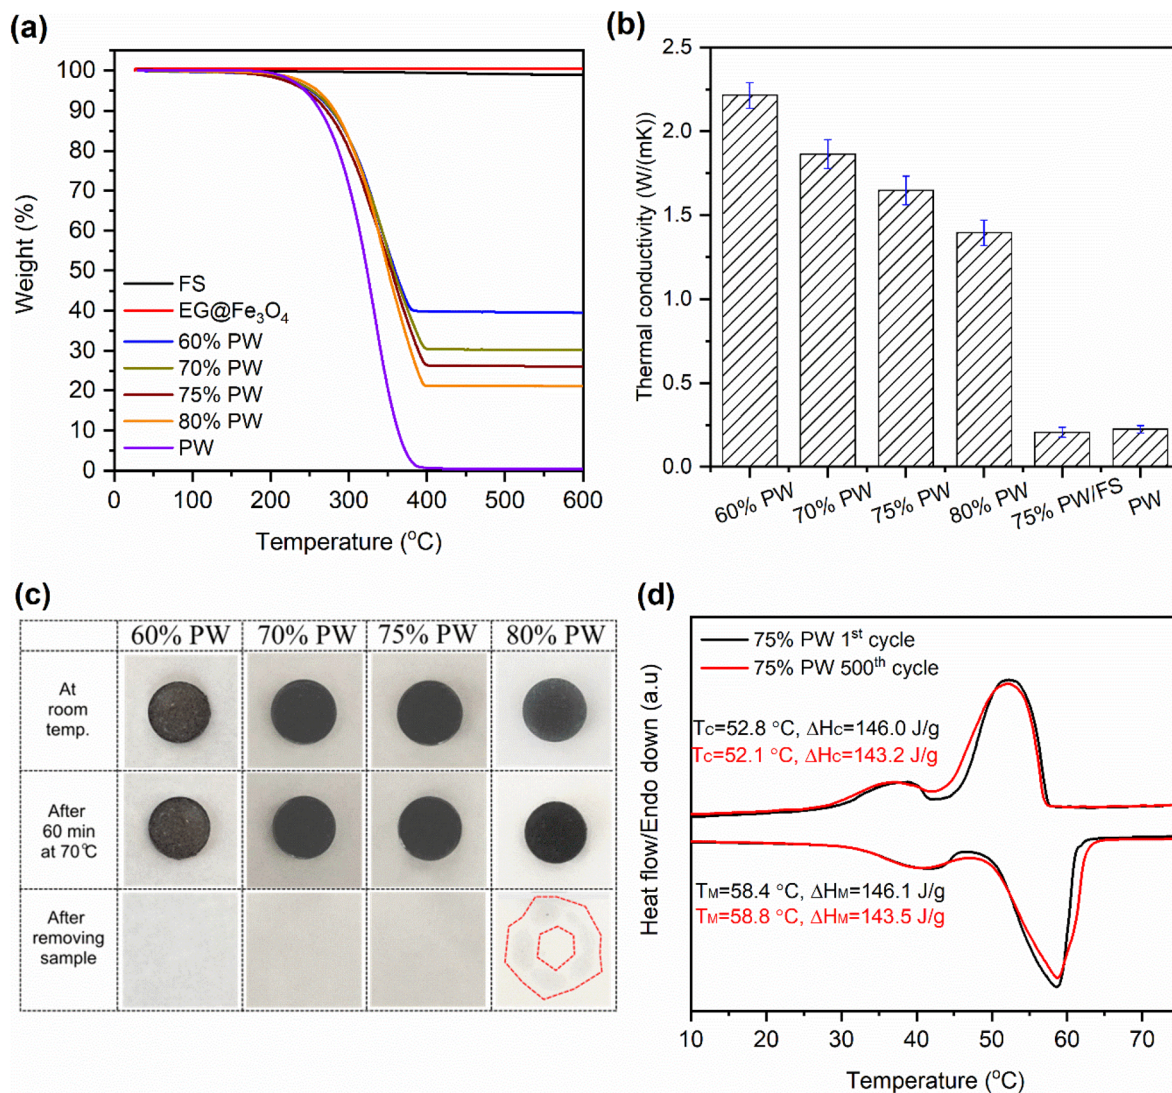 (a)
100
90
80
70
60
50
40
30
20
10
0
Weight (%)
FS
EG@Fe₃O₄
60% PW
70% PW
75% PW
80% PW
PW
0 100 200 300 400 500 600
Temperature (°C)
(b)
2.5
2.0
1.5
1.0
0.5
0.0
Thermal conductivity (W/(mK))
60% PW 70% PW 75% PW 80% PW 75% PW/FS PW
(c)
60% PW 70% PW 75% PW 80% PW
At
room
temp.
After
60 min
at 70℃
After
removing
sample
(d)
75% PW 1ˢᵗ cycle
75% PW 500ᵗʰ cycle
Heat flow/Endo down (a.u)
Tc=52.8 °C, ΔHc=146.0 J/g
Tc=52.1 °C, ΔHc=143.2 J/g
TM=58.4 °C, ΔHM=146.1 J/g
TM=58.8 °C, ΔHM=143.5 J/g
10 20 30 40 50 60 70
Temperature (°C)